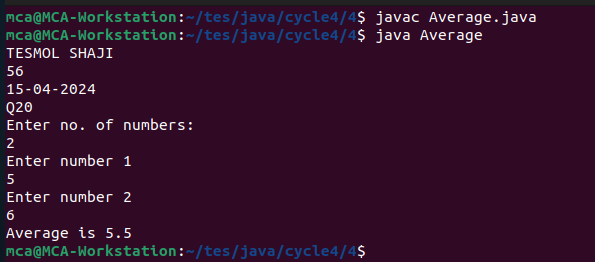 mca@MCA-Workstation:~/tes/java/cycle4/4$ javac Average.java
mca@MCA-Workstation:~/tes/java/cycle4/4$ java Average
TESMOL SHAJI
56
15-04-2024
Q20
Enter no. of numbers:
2
Enter number 1
5
Enter number 2
6
Average is 5.5
mca@MCA-Workstation:~/tes/java/cycle4/4$